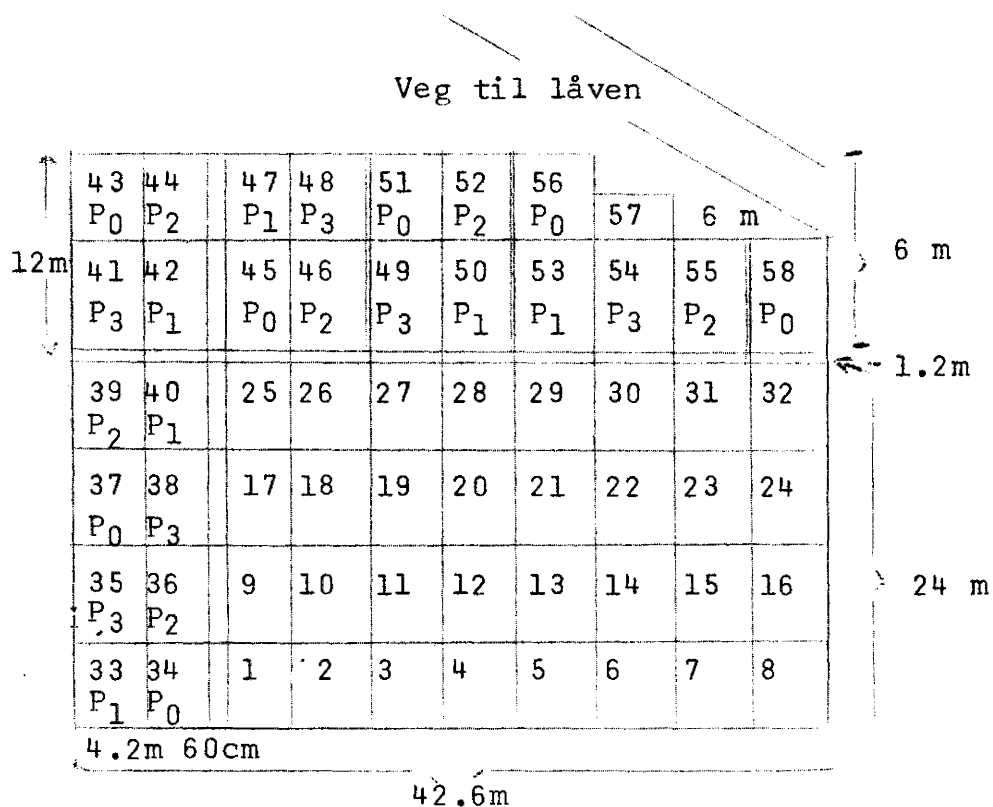 Veg til låven
43 44 47 48 51 52 56
P0 P2 P1 P3 P0 P2 P0 57 6 m
12m 41 42 45 46 49 50 53 54 55 58 6 m
P3 P1 P0 P2 P3 P1 P1 P3 P2 P0
1.2m
39 40 25 26 27 28 29 30 31 32
P2 P1
37 38 17 18 19 20 21 22 23 24
P0 P3
35 36 9 10 11 12 13 14 15 16 24 m
P3 P2
33 34 1 2 3 4 5 6 7 8
P1 P0
4.2m 60cm
42.6m